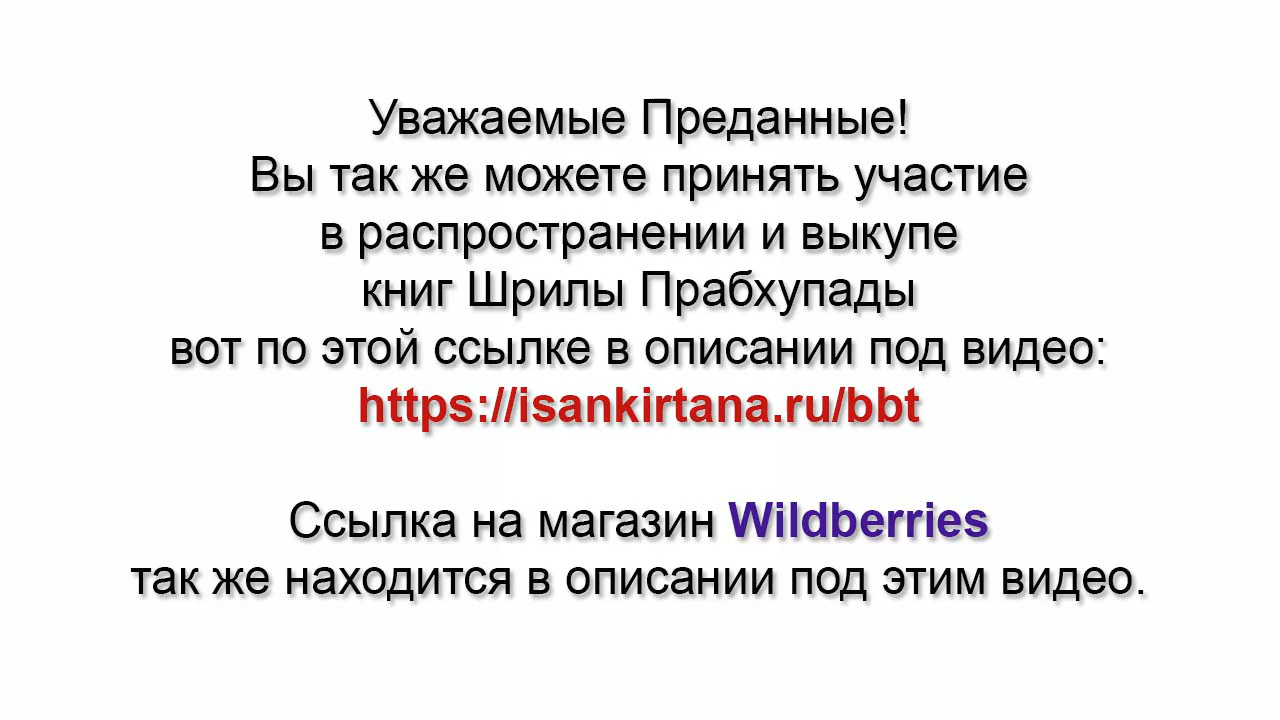 Уважаемые Преданные!
Вы так же можете принять участие
в распространении и выкупе
книг Шрилы Прабхупады
вот по этой ссылке в описании под видео:
https://isankirtana.ru/bbt
Ссылка на магазин Wildberries
так же находится в описании под этим видео.